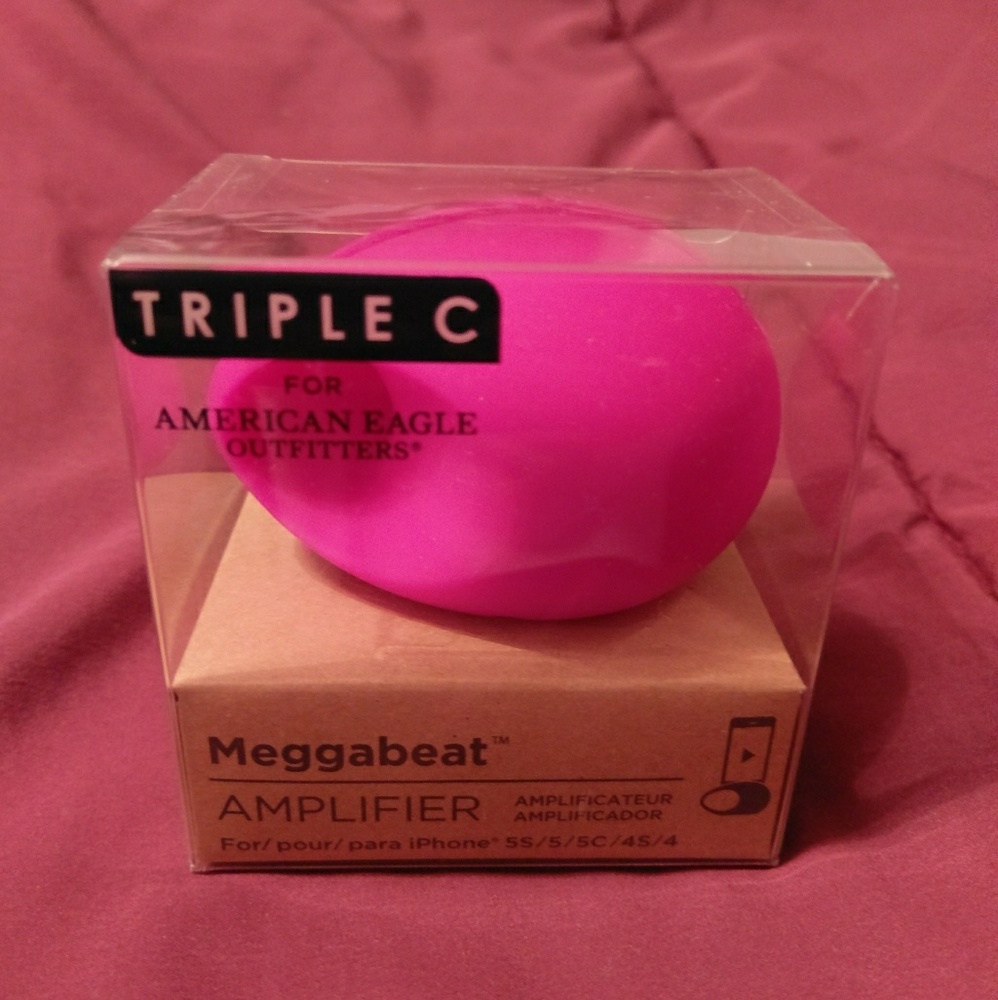 TRIPLE C
FOR
AMERICAN EAGLE
OUTFITTERS®
Meggabeat™
AMPLIFIER
AMPLIFICATEUR
AMPLIFICADOR
For/ pour/ para iPhone® 5S/5/5C/4S/4